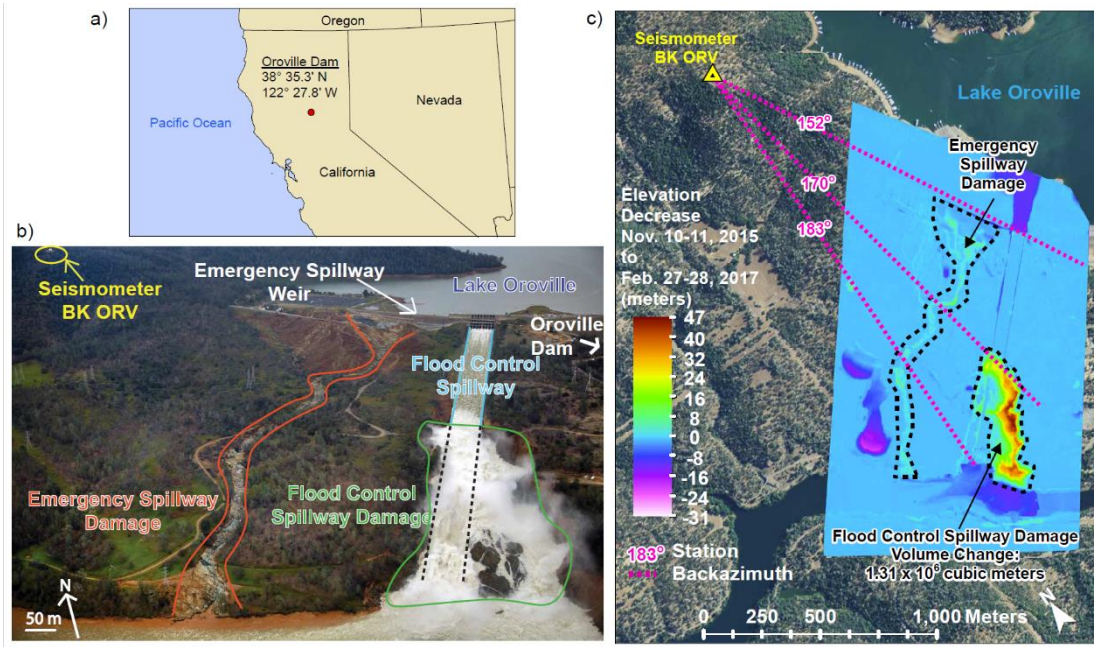 a)
Oregon
Oroville Dam
38° 35.3' N
122° 27.8' W
Nevada
Pacific Ocean
California
b)
Seismometer
BK ORV
Emergency Spillway
Weir
Lake Oroville
Oroville
Dam
Flood Control
Spillway
Emergency Spillway
Damage
Flood Control
Spillway Damage
N
50 m
c)
Seismometer
BK ORV
Lake Oroville
152°
Emergency
Spillway
Damage
170°
183°
Elevation
Decrease
Nov. 10-11, 2015
to
Feb. 27-28, 2017
(meters)
47
40
32
24
16
8
0
-8
-16
-24
-31
Flood Control Spillway Damage
Volume Change:
1.31 x 10⁶ cubic meters
183° Station
Backazimuth
N
0 250 500 1,000 Meters